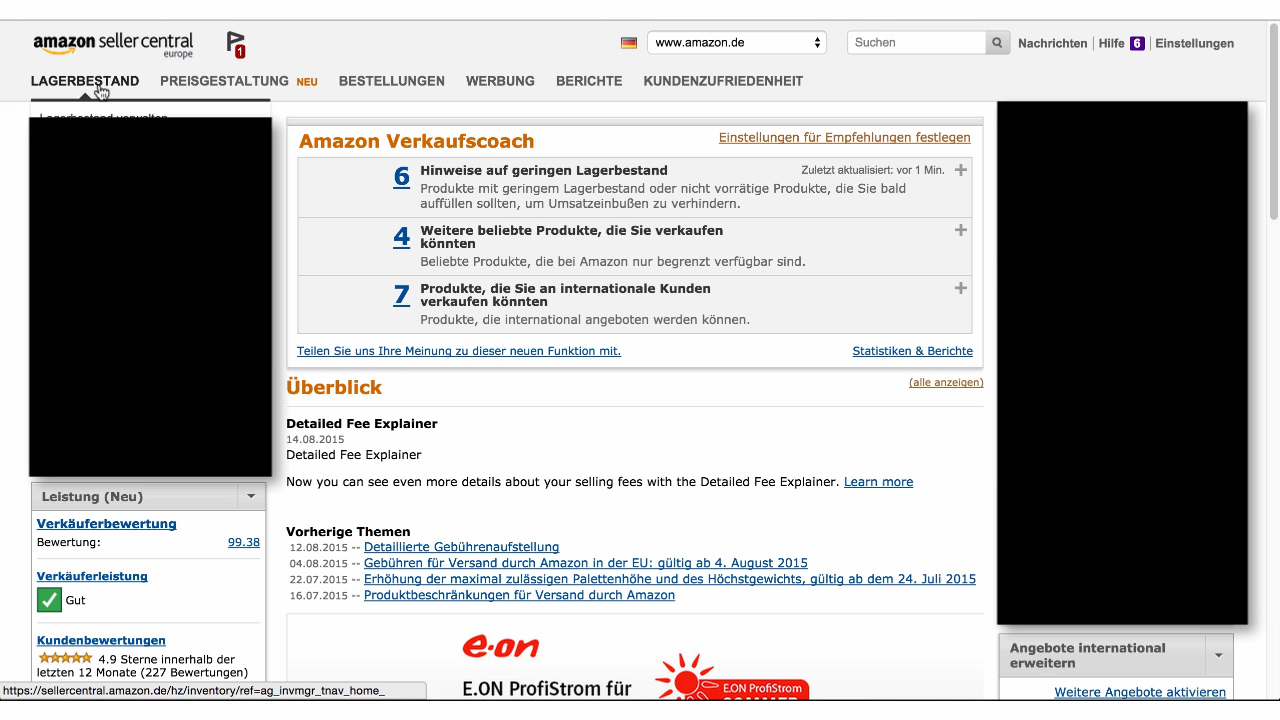 amazon seller central
europe
1
www.amazon.de
Suchen
Nachrichten | Hilfe 6 | Einstellungen
LAGERBESTAND
PREISGESTALTUNG NEU
BESTELLUNGEN
WERBUNG
BERICHTE
KUNDENZUFRIEDENHEIT
Lagerbestand verwalten
Amazon Verkaufscoach
Einstellungen für Empfehlungen festlegen
6
Hinweise auf geringen Lagerbestand
Zuletzt aktualisiert: vor 1 Min.
Produkte mit geringem Lagerbestand oder nicht vorrätige Produkte, die Sie bald
auffüllen sollten, um Umsatzeinbußen zu verhindern.
4
Weitere beliebte Produkte, die Sie verkaufen
könnten
Beliebte Produkte, die bei Amazon nur begrenzt verfügbar sind.
7
Produkte, die Sie an internationale Kunden
verkaufen könnten
Produkte, die international angeboten werden können.
Teilen Sie uns Ihre Meinung zu dieser neuen Funktion mit.
Statistiken & Berichte
Überblick
(alle anzeigen)
Detailed Fee Explainer
14.08.2015
Detailed Fee Explainer
Now you can see even more details about your selling fees with the Detailed Fee Explainer. Learn more
Vorherige Themen
12.08.2015 -- Detaillierte Gebührenaufstellung
04.08.2015 -- Gebühren für Versand durch Amazon in der EU: gültig ab 4. August 2015
22.07.2015 -- Erhöhung der maximal zulässigen Palettenhöhe und des Höchstgewichts, gültig ab dem 24. Juli 2015
16.07.2015 -- Produktbeschränkungen für Versand durch Amazon
e.on
E.ON ProfiStrom für
E.ON ProfiStrom
SOMMER
Leistung (Neu)
Verkäuferbewertung
Bewertung: 99.38
Verkäuferleistung
Gut
Kundenbewertungen
4.9 Sterne innerhalb der
letzten 12 Monate (227 Bewertungen)
Angebote international
erweitern
Weitere Angebote aktivieren
https://sellercentral.amazon.de/hz/inventory/ref=ag_invmgr_tnav_home_